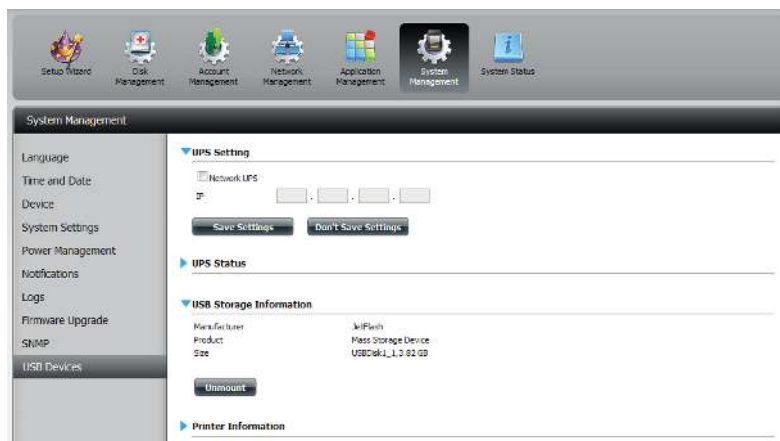 Setup Wizard
Disk Management
Account Management
Network Management
Application Management
System Management
System Status
System Management
Language
Time and Date
Device
System Settings
Power Management
Notifications
Logs
Firmware Upgrade
SNMP
USB Devices
UPS Setting
Network UPS
IP . . .
Save Settings Don't Save Settings
UPS Status
USB Storage Information
Manufacturer JetFlash
Product Mass Storage Device
Size USBDisk1_1,3.82 GB
Unmount
Printer Information